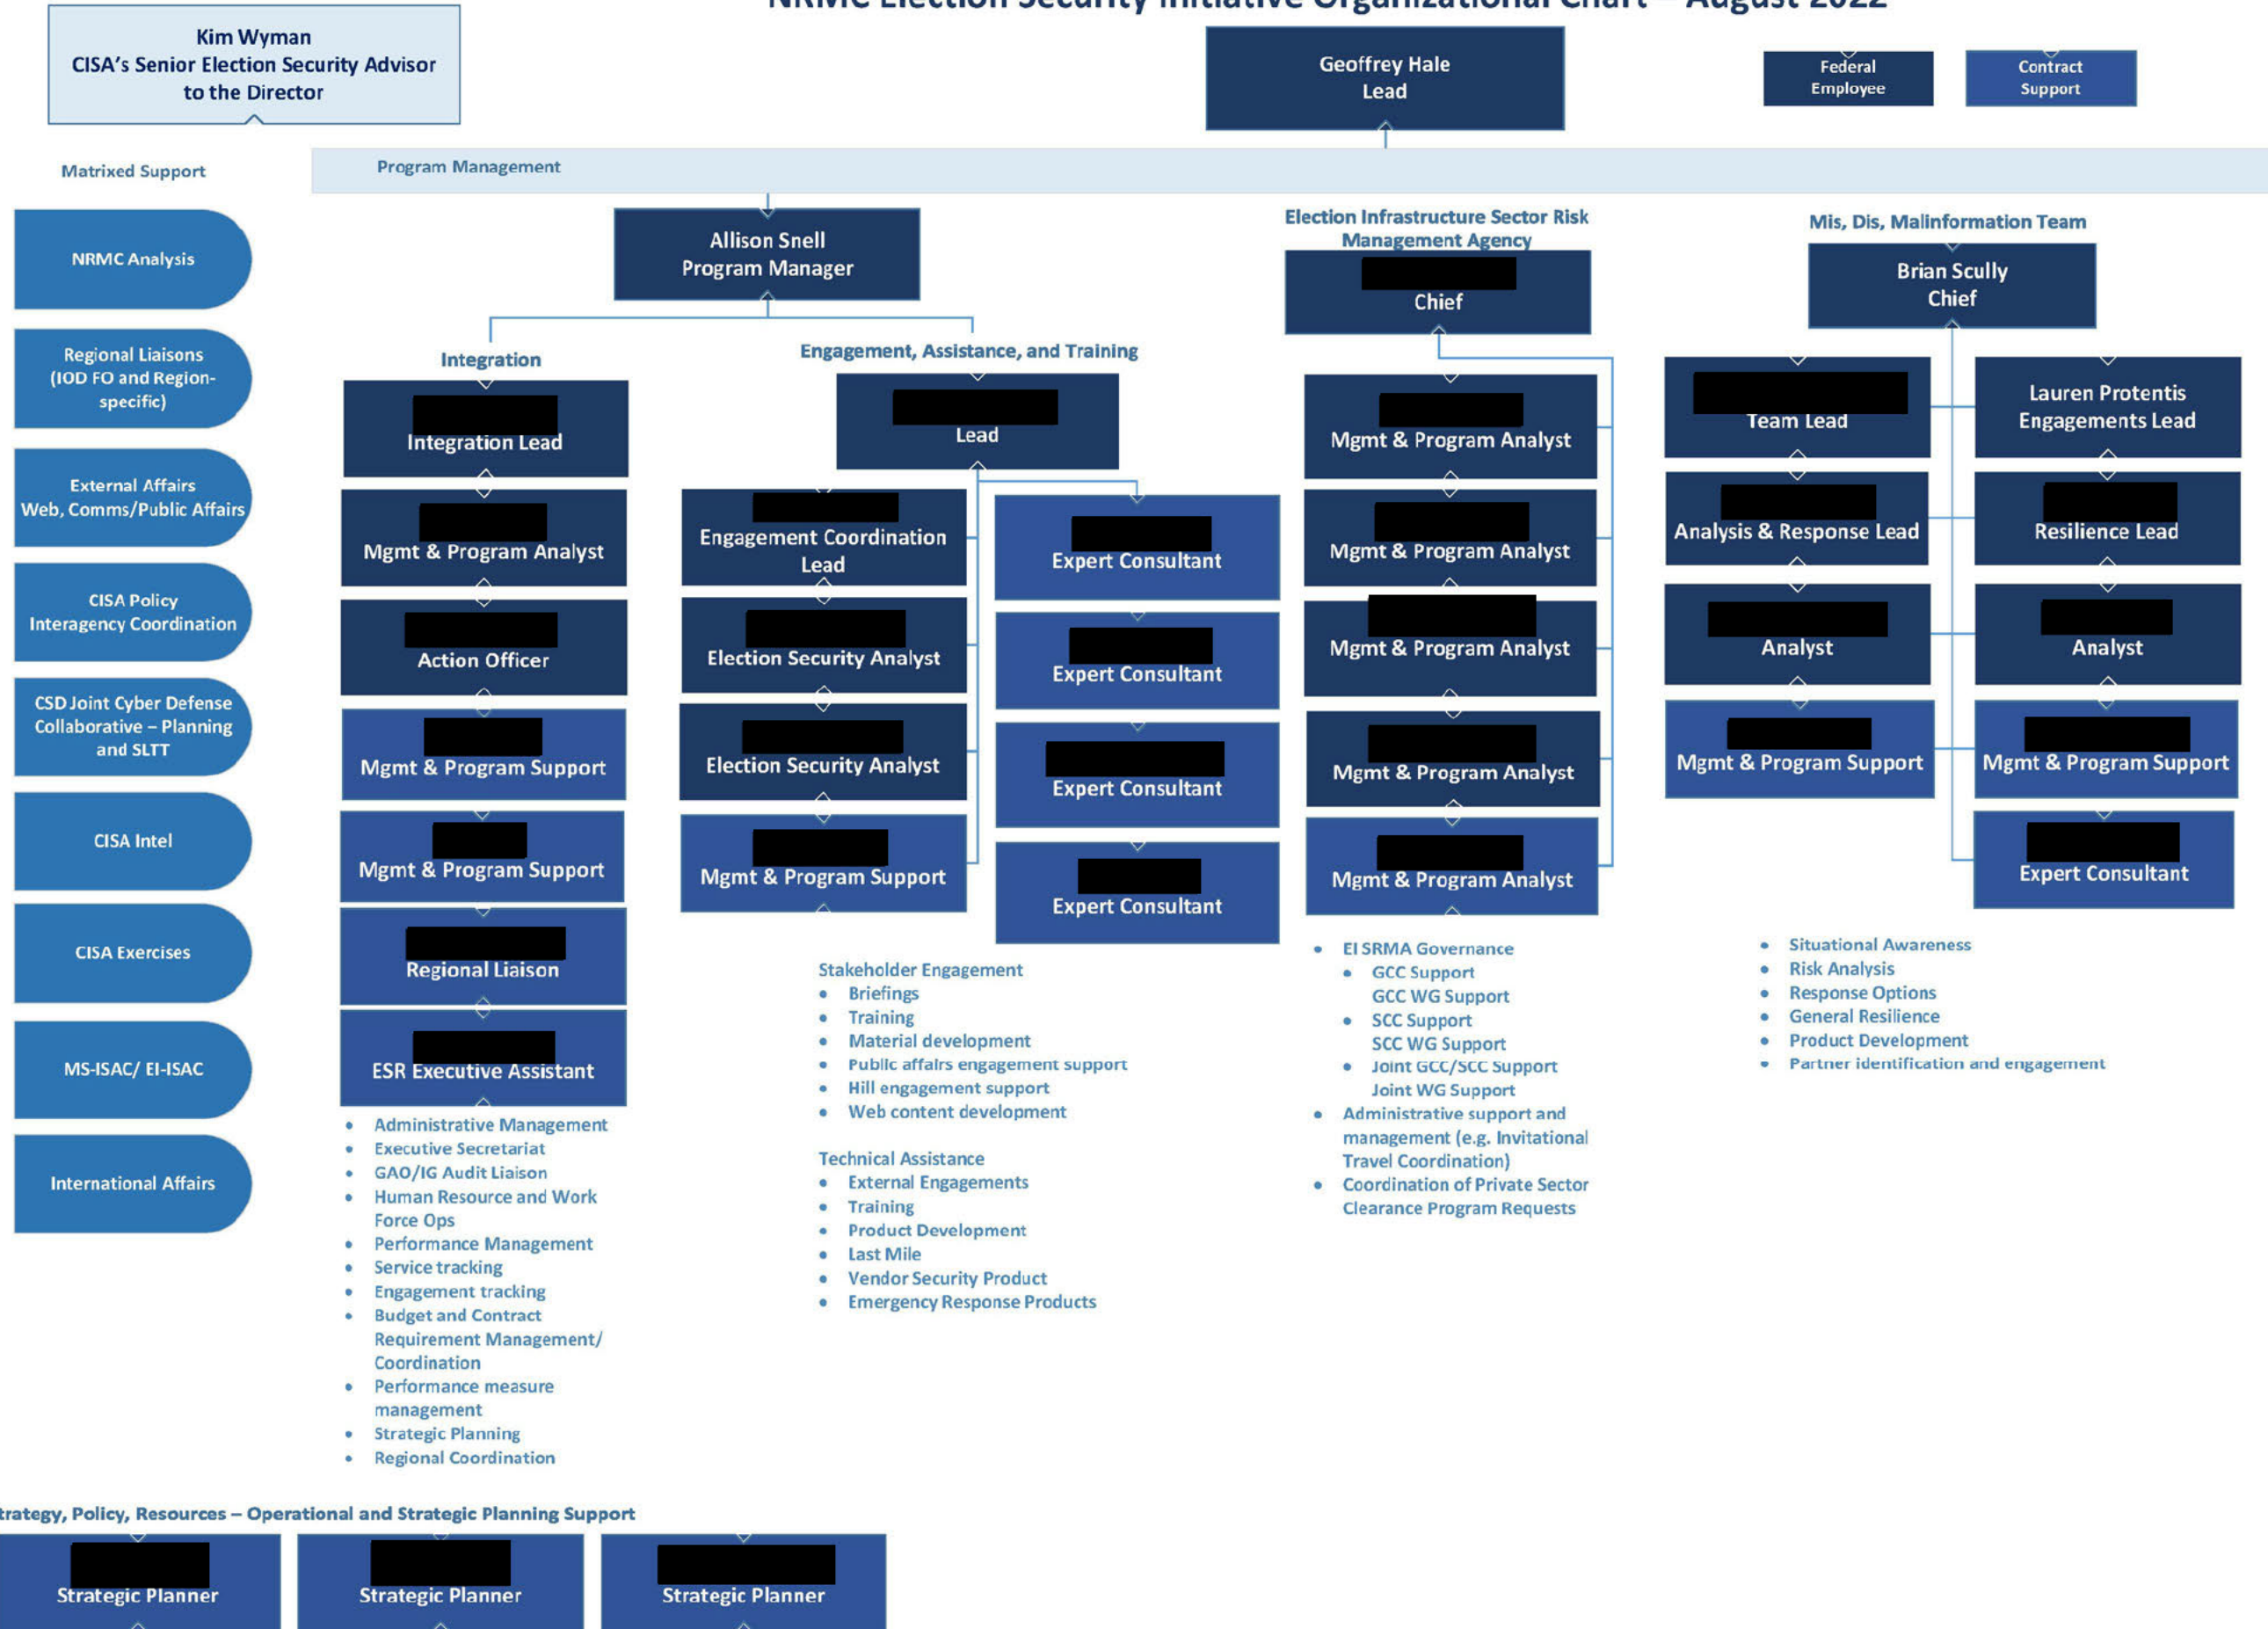 NRMC Election Security Initiative Organizational Chart – August 2022
Kim Wyman
CISA's Senior Election Security Advisor
to the Director
Geoffrey Hale
Lead
Federal
Employee
Contract
Support
Matrixed Support
Program Management
NRMC Analysis
Regional Liaisons
(IOD FO and Region-
specific)
External Affairs
Web, Comms/Public Affairs
CISA Policy
Interagency Coordination
CSD Joint Cyber Defense
Collaborative – Planning
and SLTT
CISA Intel
CISA Exercises
MS-ISAC/ EI-ISAC
International Affairs
Allison Snell
Program Manager
Integration
Integration Lead
Mgmt & Program Analyst
Action Officer
Mgmt & Program Support
Mgmt & Program Support
Regional Liaison
ESR Executive Assistant
• Administrative Management
• Executive Secretariat
• GAO/IG Audit Liaison
• Human Resource and Work
Force Ops
• Performance Management
• Service tracking
• Engagement tracking
• Budget and Contract
Requirement Management/
Coordination
• Performance measure
management
• Strategic Planning
• Regional Coordination
Engagement, Assistance, and Training
Lead
Engagement Coordination
Lead
Election Security Analyst
Election Security Analyst
Mgmt & Program Support
Expert Consultant
Expert Consultant
Expert Consultant
Expert Consultant
Stakeholder Engagement
• Briefings
• Training
• Material development
• Public affairs engagement support
• Hill engagement support
• Web content development
Technical Assistance
• External Engagements
• Training
• Product Development
• Last Mile
• Vendor Security Product
• Emergency Response Products
Election Infrastructure Sector Risk
Management Agency
Chief
Mgmt & Program Analyst
Mgmt & Program Analyst
Mgmt & Program Analyst
Mgmt & Program Analyst
Mgmt & Program Analyst
• EI SRMA Governance
• GCC Support
GCC WG Support
• SCC Support
SCC WG Support
• Joint GCC/SCC Support
Joint WG Support
• Administrative support and
management (e.g. Invitational
Travel Coordination)
• Coordination of Private Sector
Clearance Program Requests
Mis, Dis, Malinformation Team
Brian Scully
Chief
Team Lead
Lauren Protentis
Engagements Lead
Analysis & Response Lead
Resilience Lead
Analyst
Analyst
Mgmt & Program Support
Mgmt & Program Support
Expert Consultant
• Situational Awareness
• Risk Analysis
• Response Options
• General Resilience
• Product Development
• Partner identification and engagement
trategy, Policy, Resources – Operational and Strategic Planning Support
Strategic Planner
Strategic Planner
Strategic Planner